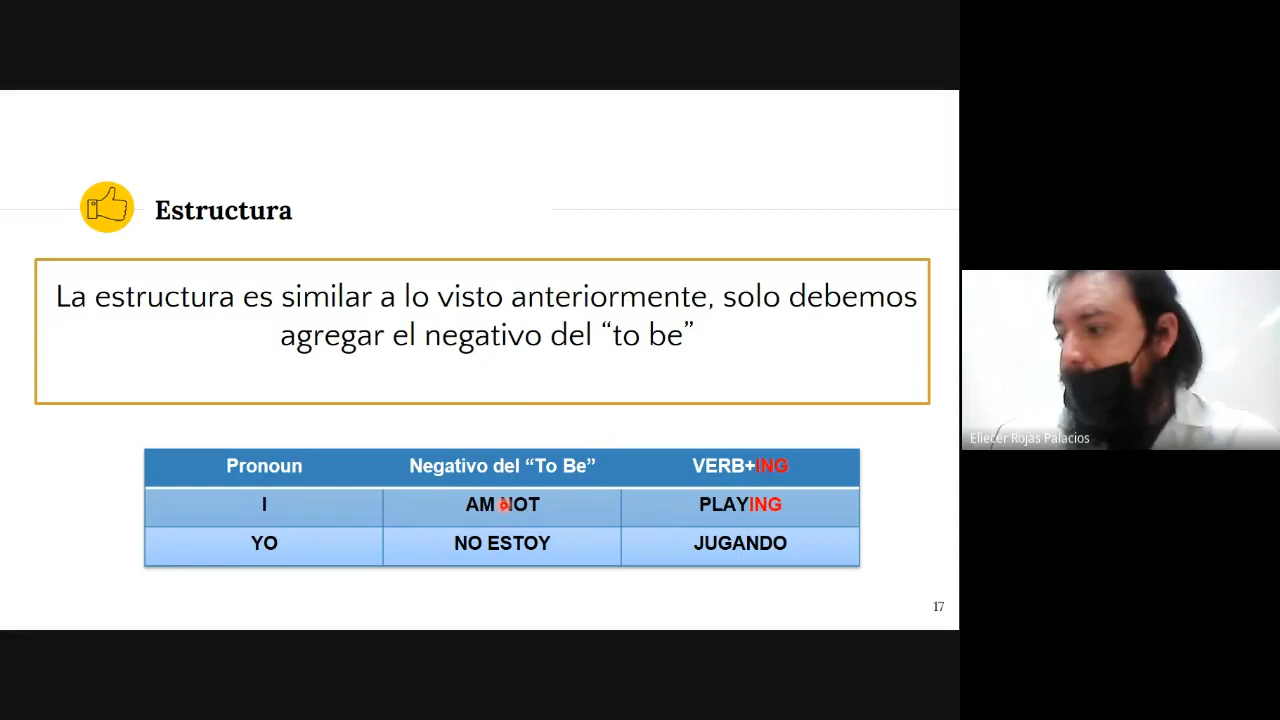 Estructura
La estructura es similar a lo visto anteriormente, solo debemos
agregar el negativo del “to be”
Pronoun Negativo del “To Be” VERB+ING
I AM NOT PLAYING
YO NO ESTOY JUGANDO
17
Eliecer Rojas Palacios